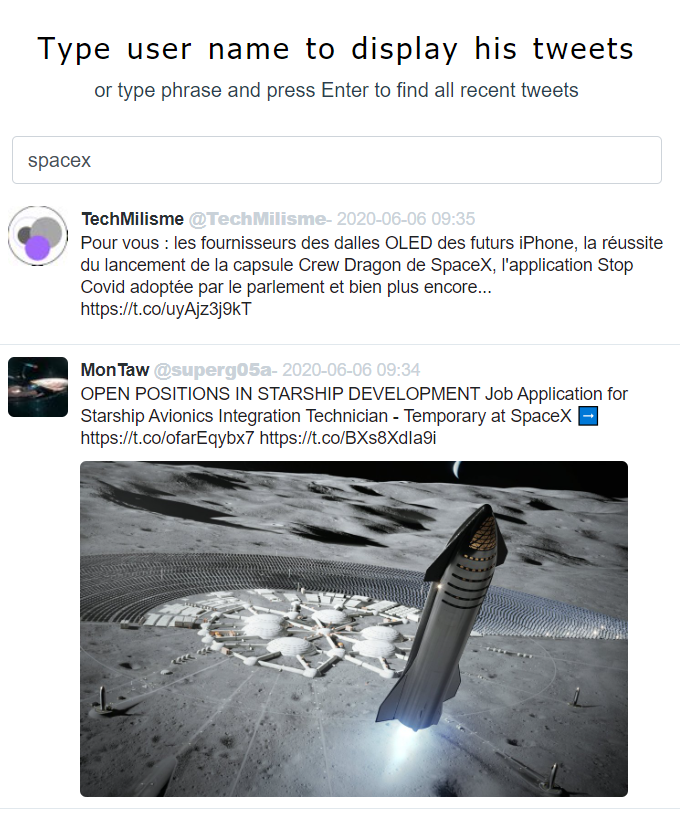 Type user name to display his tweets
or type phrase and press Enter to find all recent tweets
spacex
TechMilisme @TechMilisme- 2020-06-06 09:35
Pour vous : les fournisseurs des dalles OLED des futurs iPhone, la réussite
du lancement de la capsule Crew Dragon de SpaceX, l'application Stop
Covid adoptée par le parlement et bien plus encore...
https://t.co/uyAjz3j9kT
MonTaw @superg05a- 2020-06-06 09:34
OPEN POSITIONS IN STARSHIP DEVELOPMENT Job Application for
Starship Avionics Integration Technician - Temporary at SpaceX ➡️
https://t.co/ofarEqybx7 https://t.co/BXs8XdIa9i